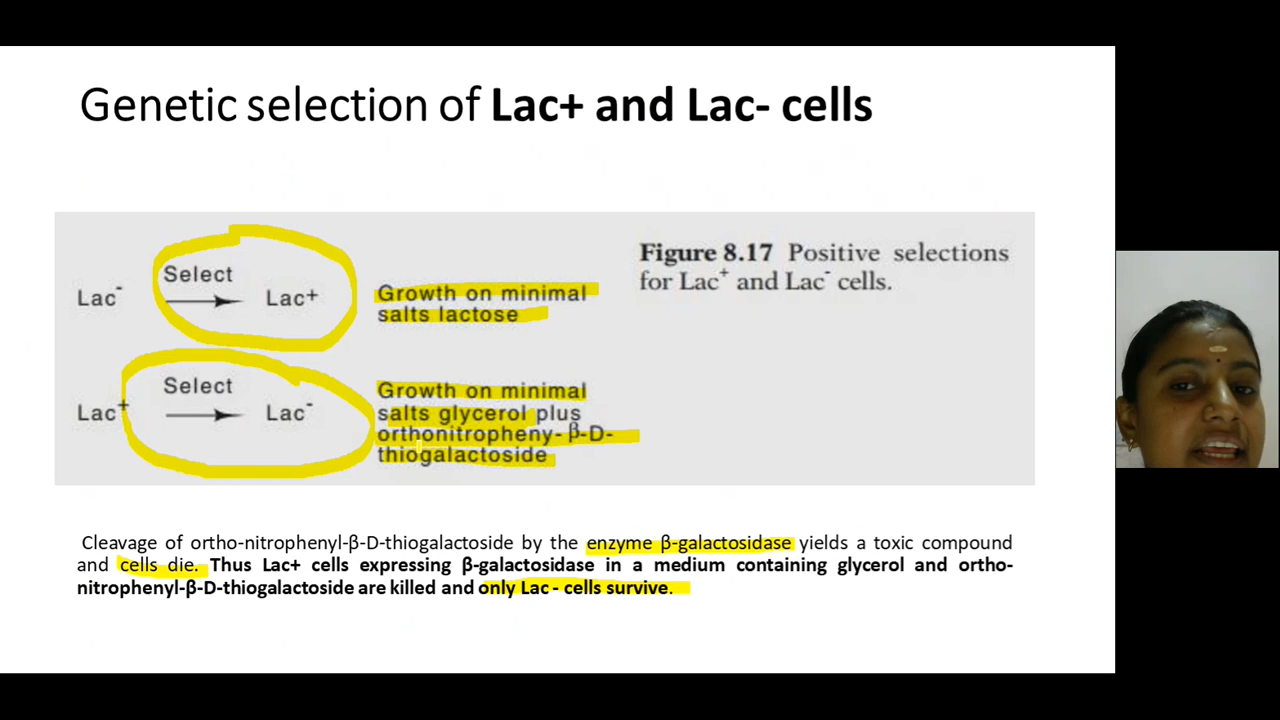 Genetic selection of Lac+ and Lac- cells
Select
Lac⁻ Lac+
Growth on minimal
salts lactose
Figure 8.17 Positive selections
for Lac⁺ and Lac⁻ cells.
Select
Lac⁺ Lac⁻
Growth on minimal
salts glycerol plus
orthonitropheny-β-D-
thiogalactoside
Cleavage of ortho-nitrophenyl-β-D-thiogalactoside by the enzyme β-galactosidase yields a toxic compound
and cells die. Thus Lac+ cells expressing β-galactosidase in a medium containing glycerol and ortho-
nitrophenyl-β-D-thiogalactoside are killed and only Lac - cells survive.